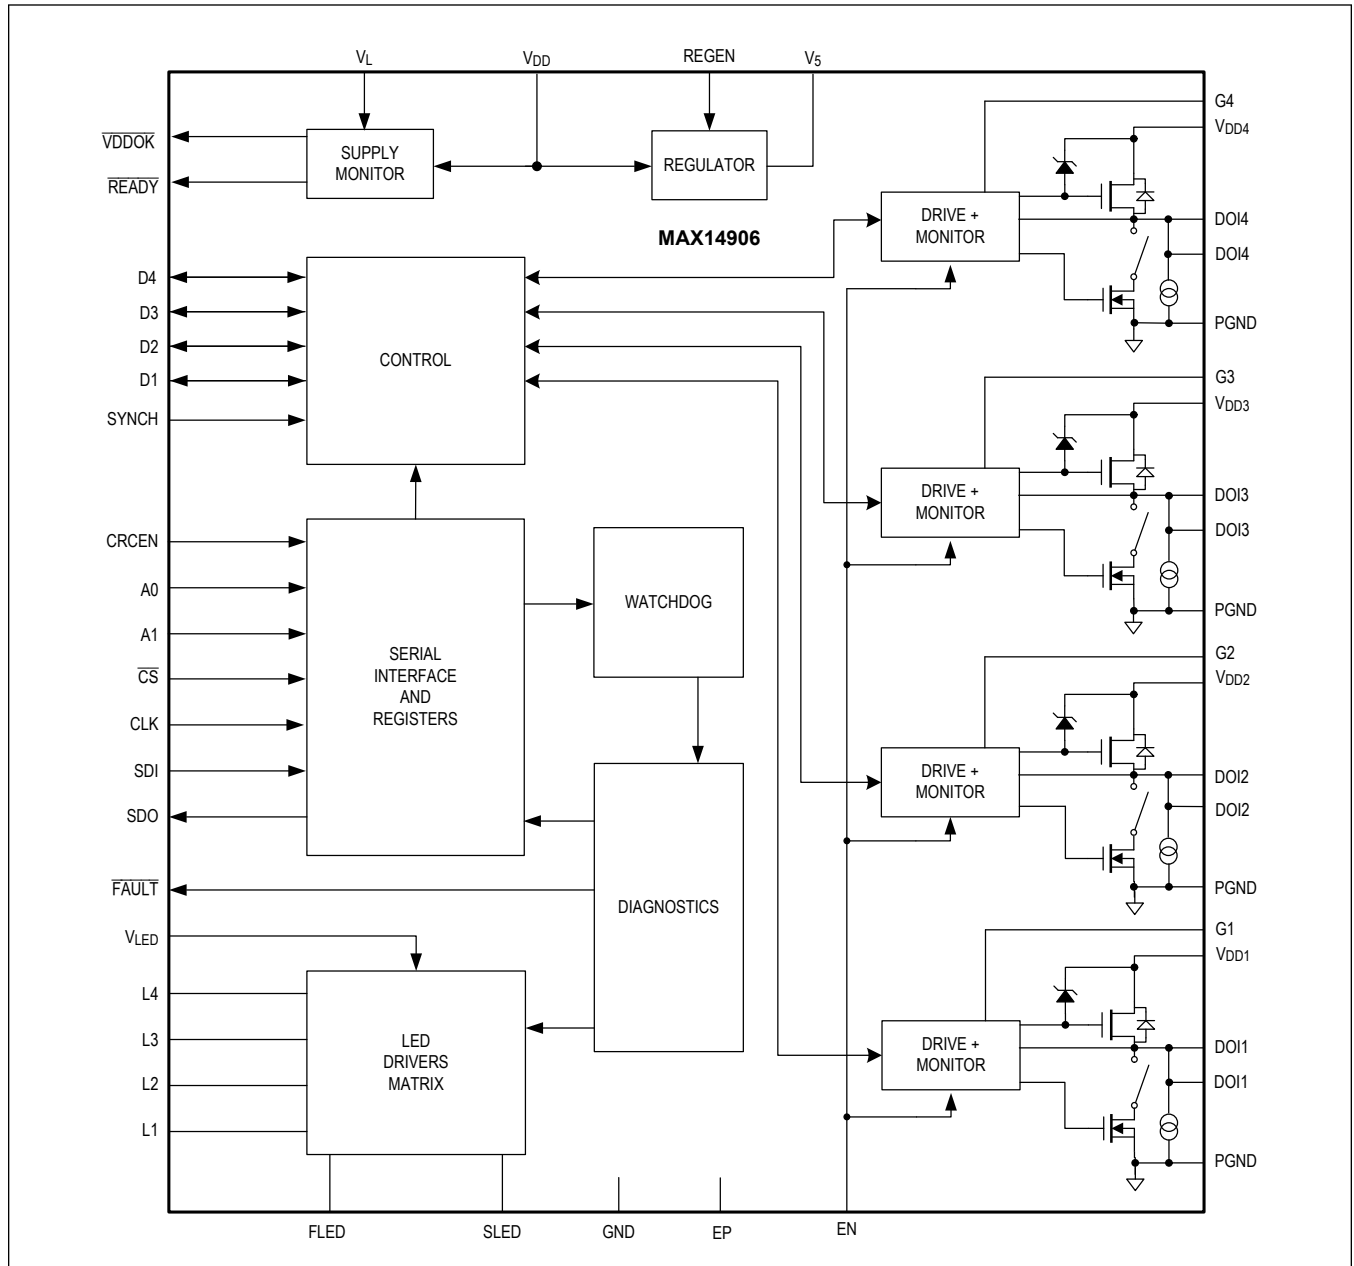 VL
VDD
REGEN
V5
VDDOK
READY
SUPPLY
MONITOR
REGULATOR
MAX14906
G4
VDD4
DRIVE +
MONITOR
DOI4
DOI4
PGND
D4
D3
D2
D1
SYNCH
CONTROL
G3
VDD3
DRIVE +
MONITOR
DOI3
DOI3
PGND
CRCEN
A0
A1
CS
CLK
SDI
SDO
SERIAL
INTERFACE
AND
REGISTERS
WATCHDOG
G2
VDD2
DRIVE +
MONITOR
DOI2
DOI2
PGND
FAULT
DIAGNOSTICS
VLED
L4
L3
L2
L1
LED
DRIVERS
MATRIX
G1
VDD1
DRIVE +
MONITOR
DOI1
DOI1
PGND
FLED
SLED
GND
EP
EN